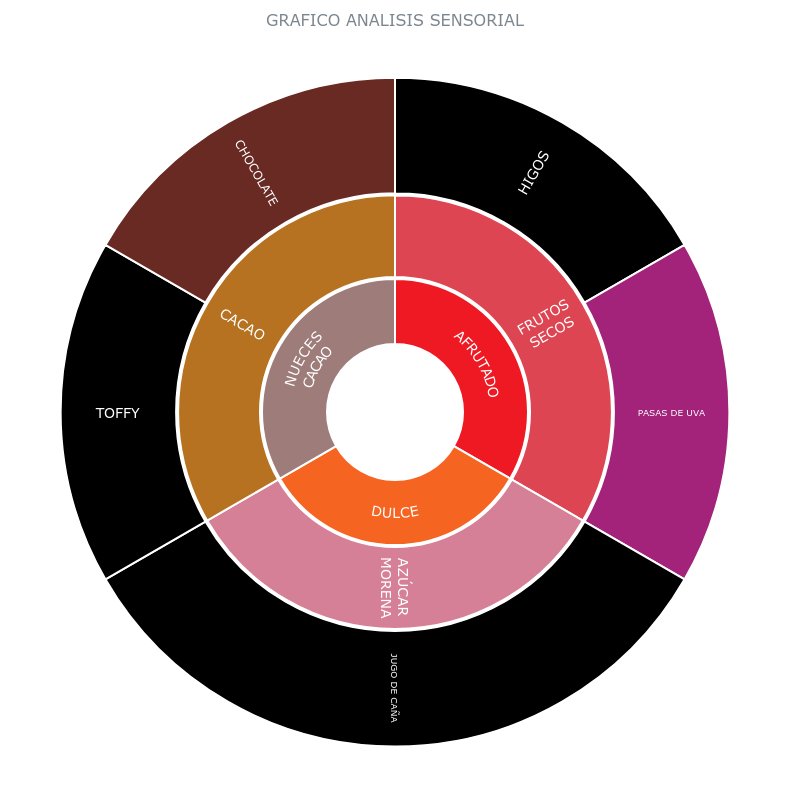 GRAFICO ANALISIS SENSORIAL
CHOCOLATE
HIGOS
CACAO
FRUTOS
SECOS
NUECES
CACAO
AFRUTADO
TOFFY
PASAS DE UVA
DULCE
AZÚCAR
MORENA
JUGO DE CAÑA